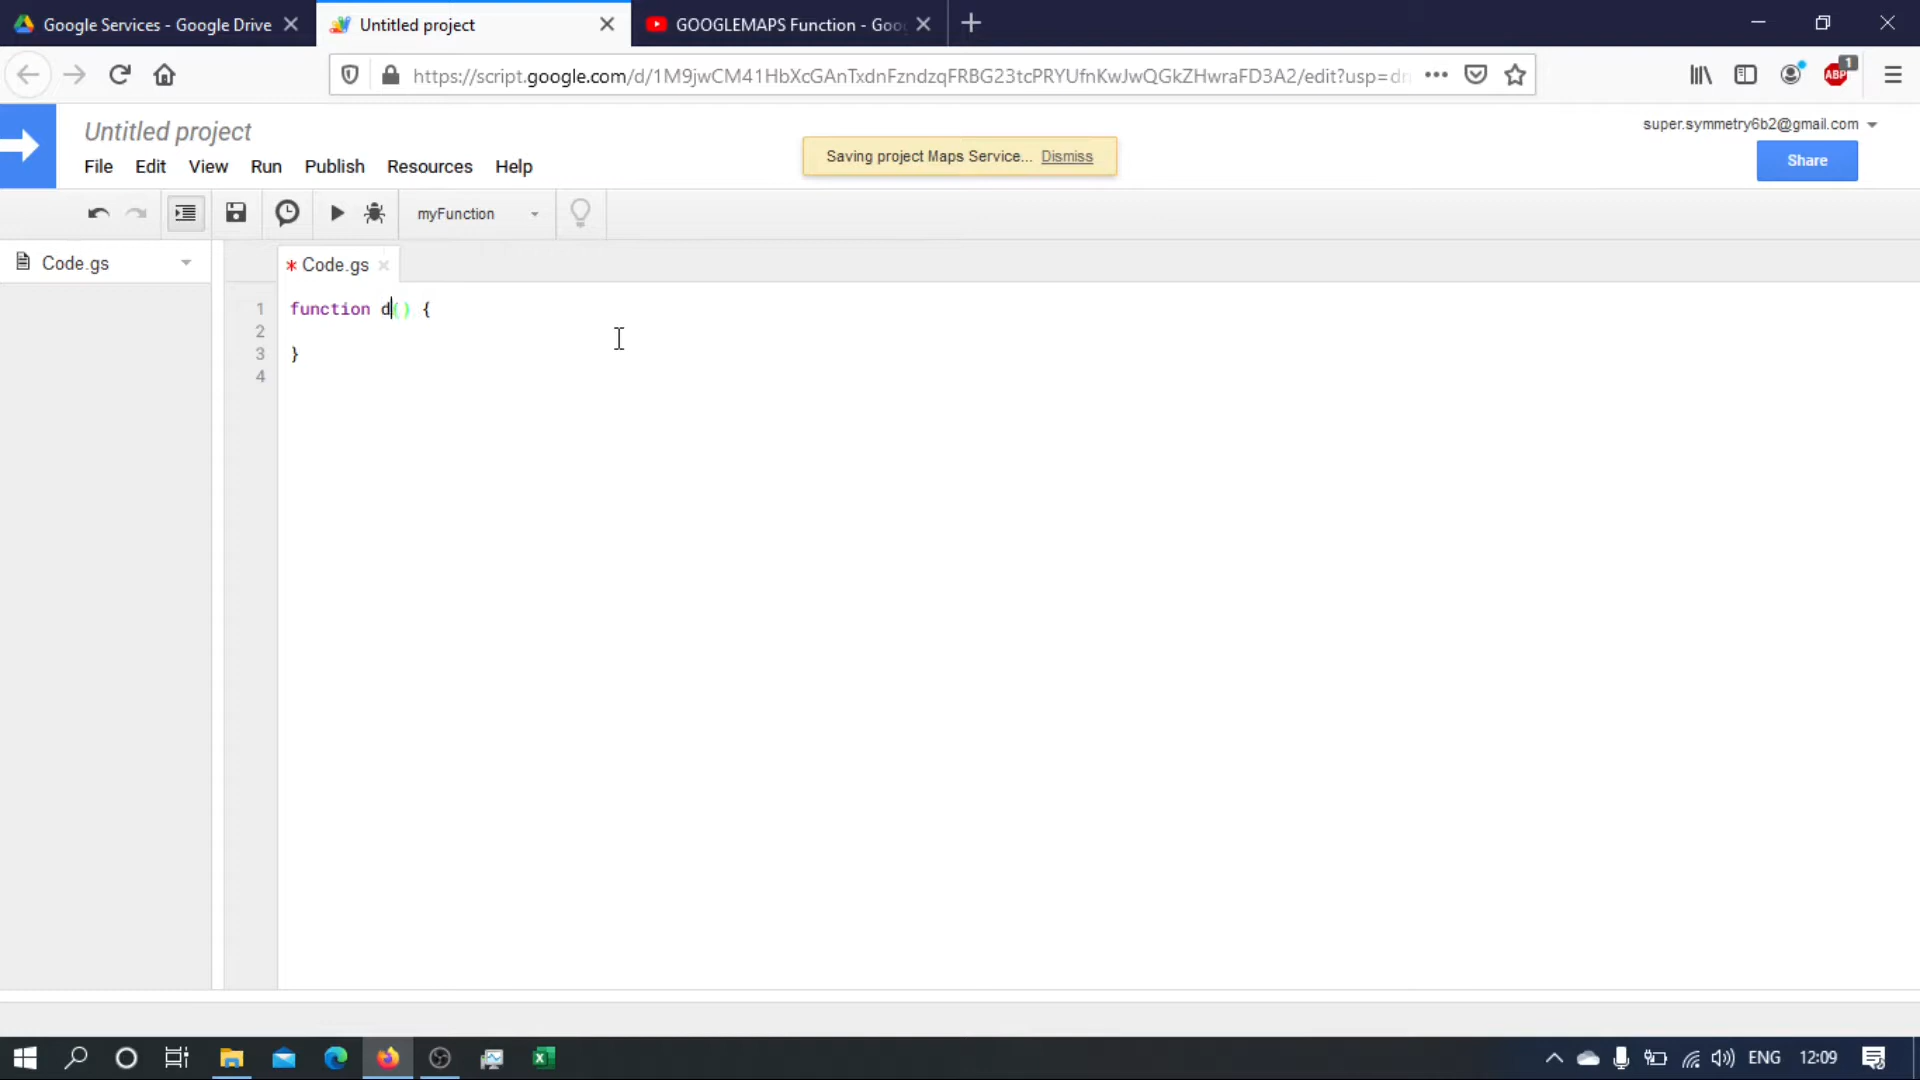 Google Services - Google Drive
Untitled project
GOOGLEMAPS Function - Goo
https://script.google.com/d/1M9jwCM41HbXcGAnTxdnFzndzqFRBG23tcPRYUfnKwJwQGkZHwraFD3A2/edit?usp=dr
ABP
1
Untitled project
super.symmetry6b2@gmail.com
Saving project Maps Service... Dismiss
Share
File Edit View Run Publish Resources Help
myFunction
Code.gs
* Code.gs
1 function d() {
2
3 }
4
ENG 12:09